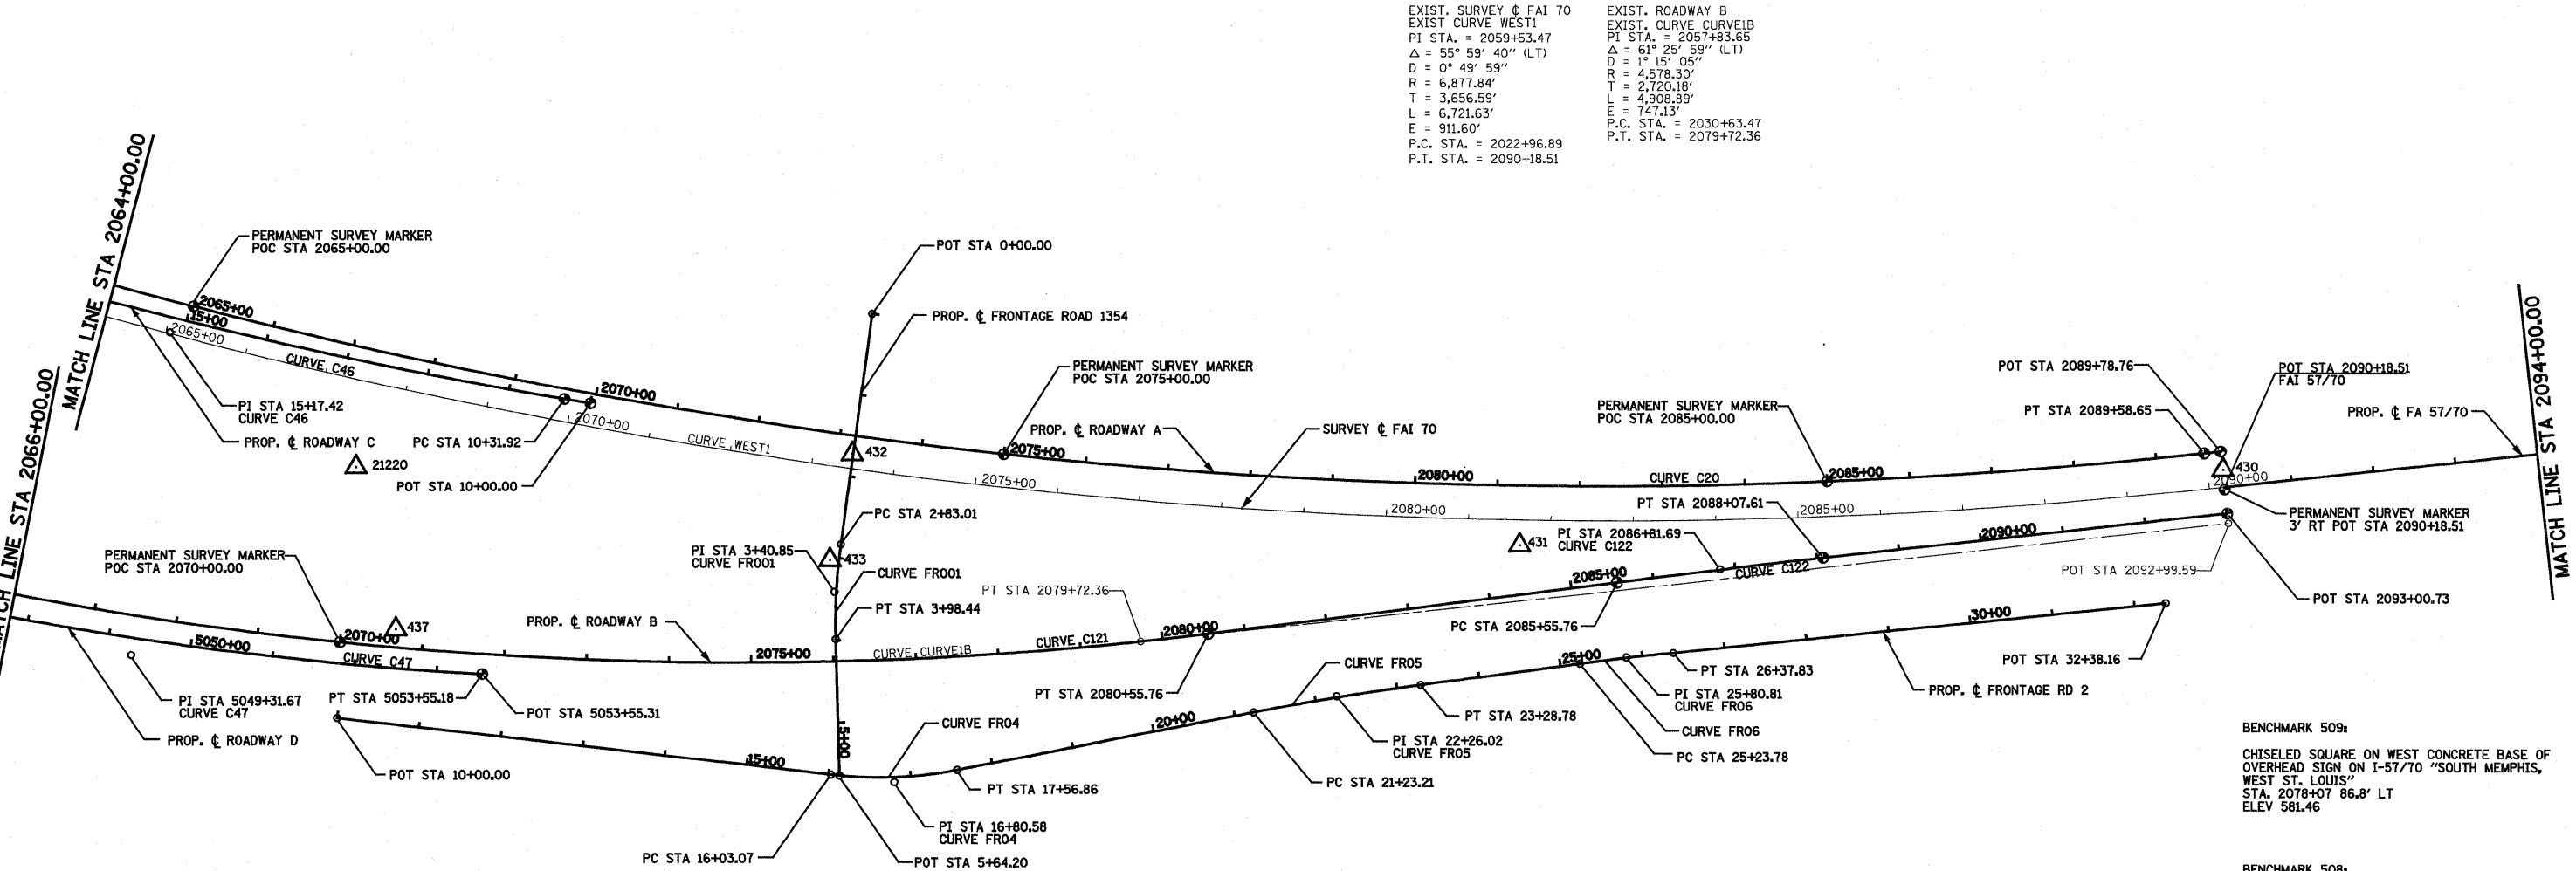 EXIST. SURVEY ℄ FAI 70
EXIST CURVE WEST1
PI STA. = 2059+53.47
Δ = 55° 59' 40'' (LT)
D = 0° 49' 59''
R = 6,877.84'
T = 3,656.59'
L = 6,721.63'
E = 911.60'
P.C. STA. = 2022+96.89
P.T. STA. = 2090+18.51
EXIST. ROADWAY B
EXIST. CURVE CURVE1B
PI STA. = 2057+83.65
Δ = 61° 25' 59'' (LT)
D = 1° 15' 05''
R = 4,578.30'
T = 2,720.18'
L = 4,908.89'
E = 747.13'
P.C. STA. = 2030+63.47
P.T. STA. = 2079+72.36
MATCH LINE STA 2064+00.00
MATCH LINE STA 2066+00.00
PERMANENT SURVEY MARKER
POC STA 2065+00.00
2065+00
15+00
2065+00
CURVE C46
PI STA 15+17.42
CURVE C46
PROP. ℄ ROADWAY C
21220
PC STA 10+31.92
POT STA 10+00.00
2070+00
2070+00
CURVE WEST1
POT STA 0+00.00
PROP. ℄ FRONTAGE ROAD 1354
432
PERMANENT SURVEY MARKER
POC STA 2075+00.00
2075+00
2075+00
PROP. ℄ ROADWAY A
SURVEY ℄ FAI 70
2080+00
2080+00
PERMANENT SURVEY MARKER
POC STA 2085+00.00
CURVE C20
2085+00
2085+00
POT STA 2089+78.76
PT STA 2089+58.65
POT STA 2090+18.51
FAI 57/70
430
2090+00
PROP. ℄ FA 57/70
MATCH LINE STA 2094+00.00
PERMANENT SURVEY MARKER
3' RT POT STA 2090+18.51
PT STA 2088+07.61
431
PI STA 2086+81.69
CURVE C122
2085+00
CURVE C122
2090+00
POT STA 2092+99.59
POT STA 2093+00.73
PC STA 2085+55.76
PC STA 2+83.01
PI STA 3+40.85
CURVE FR001
433
CURVE FR001
PT STA 3+98.44
PERMANENT SURVEY MARKER
POC STA 2070+00.00
2070+00
437
PROP. ℄ ROADWAY B
2075+00
CURVE CURVE1B
CURVE C121
PT STA 2079+72.36
2080+00
PT STA 2080+55.76
5050+00
CURVE C47
PI STA 5049+31.67
CURVE C47
PT STA 5053+55.18
POT STA 5053+55.31
PROP. ℄ ROADWAY D
POT STA 10+00.00
15+00
5+00
CURVE FR04
PT STA 17+56.86
PI STA 16+80.58
CURVE FR04
PC STA 16+03.07
POT STA 5+64.20
20+00
CURVE FR05
PT STA 23+28.78
PI STA 22+26.02
CURVE FR05
PC STA 21+23.21
25+00
PT STA 26+37.83
PI STA 25+80.81
CURVE FR06
CURVE FR06
PC STA 25+23.78
30+00
POT STA 32+38.16
PROP. ℄ FRONTAGE RD 2
BENCHMARK 509:
CHISELED SQUARE ON WEST CONCRETE BASE OF
OVERHEAD SIGN ON I-57/70 "SOUTH MEMPHIS,
WEST ST. LOUIS"
STA. 2078+07 86.8' LT
ELEV 581.46
BENCHMARK 508: